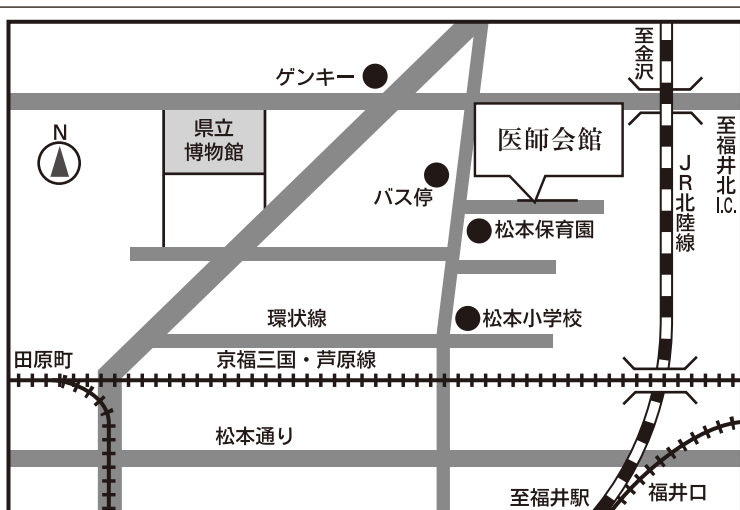 至金沢
ゲンキー
N
県立
博物館
医師会館
至福井北I.C.
JR北陸線
バス停
松本保育園
環状線
松本小学校
田原町
京福三国・芦原線
松本通り
至福井駅
福井口